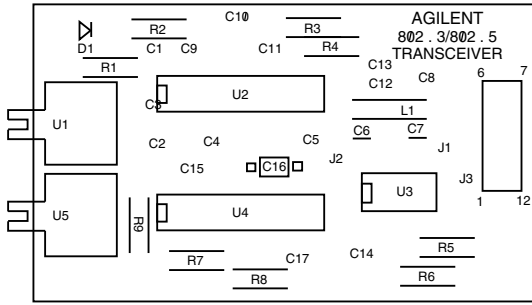 C10
AGILENT
R2
R3
802.3/802.5
D1
C1
C9
C11
R4
TRANSCEIVER
R1
C13
C12
C8
6
7
U2
C3
L1
U1
C2
C4
C5
C6
C7
J1
J2
C15
C16
J3
U3
1
12
U5
R9
U4
R5
R7
C17
C14
R8
R6